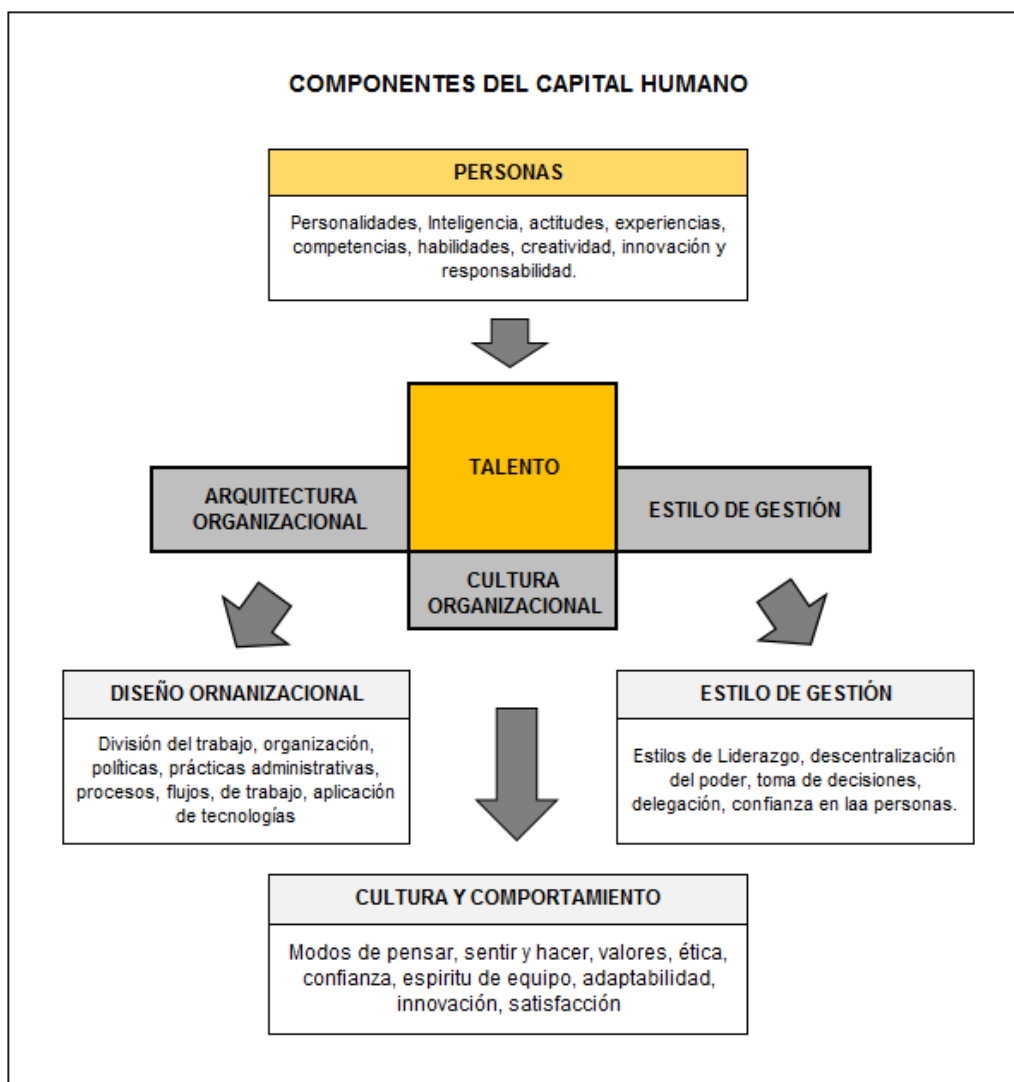 COMPONENTES DEL CAPITAL HUMANO
PERSONAS
Personalidades, Inteligencia, actitudes, experiencias,
competencias, habilidades, creatividad, innovación y
responsabilidad.
TALENTO
ARQUITECTURA
ORGANIZACIONAL
ESTILO DE GESTIÓN
CULTURA
ORGANIZACIONAL
DISEÑO ORNANIZACIONAL
División del trabajo, organización,
políticas, prácticas administrativas,
procesos, flujos, de trabajo, aplicación
de tecnologías
ESTILO DE GESTIÓN
Estilos de Liderazgo, descentralización
del poder, toma de decisiones,
delegación, confianza en laa personas.
CULTURA Y COMPORTAMIENTO
Modos de pensar, sentir y hacer, valores, ética,
confianza, espiritu de equipo, adaptabilidad,
innovación, satisfacción